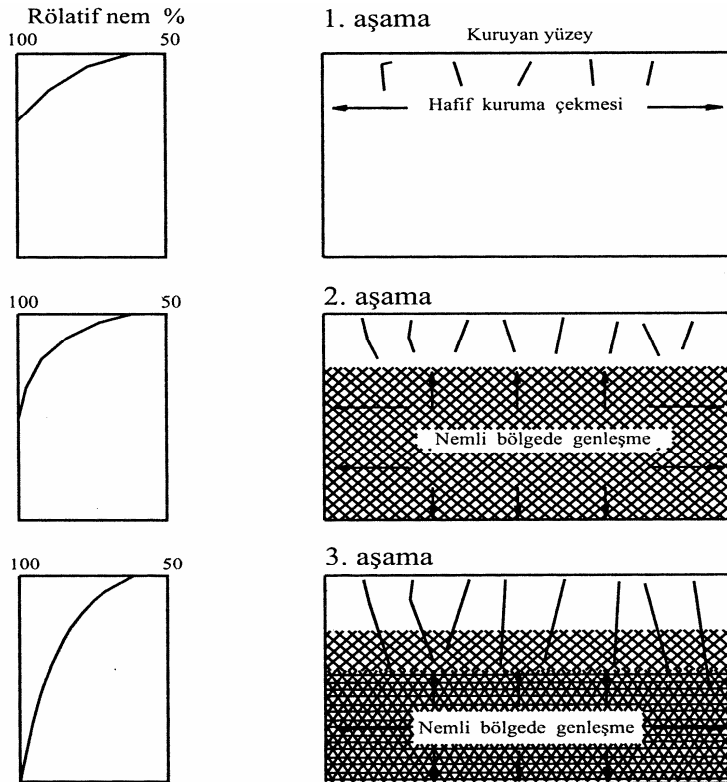 Rölatif nem %
100 50
1. aşama
Kuruyan yüzey
Hafif kuruma çekmesi
100 50
2. aşama
Nemli bölgede genleşme
100 50
3. aşama
Nemli bölgede genleşme